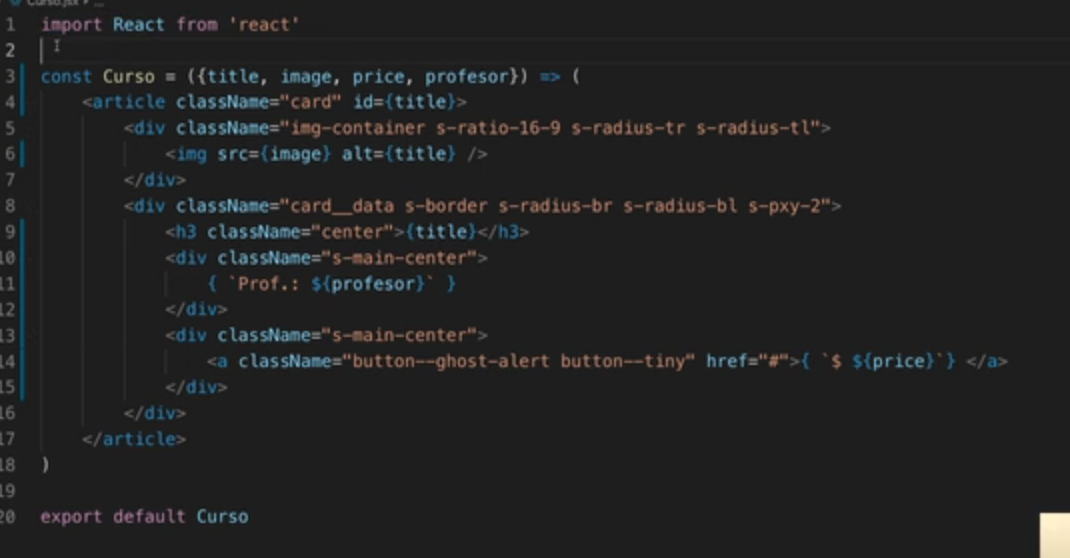 Curso.jsx > ...
1 import React from 'react'
2
3 const Curso = ({title, image, price, profesor}) => (
4     <article className="card" id={title}>
5         <div className="img-container s-ratio-16-9 s-radius-tr s-radius-tl">
6             <img src={image} alt={title} />
7         </div>
8         <div className="card__data s-border s-radius-br s-radius-bl s-pxy-2">
9             <h3 className="center">{title}</h3>
10             <div className="s-main-center">
11                 { `Prof.: ${profesor}` }
12             </div>
13             <div className="s-main-center">
14                 <a className="button--ghost-alert button--tiny" href="#">{ `$ ${price}`} </a>
15             </div>
16         </div>
17     </article>
18 )
19
20 export default Curso